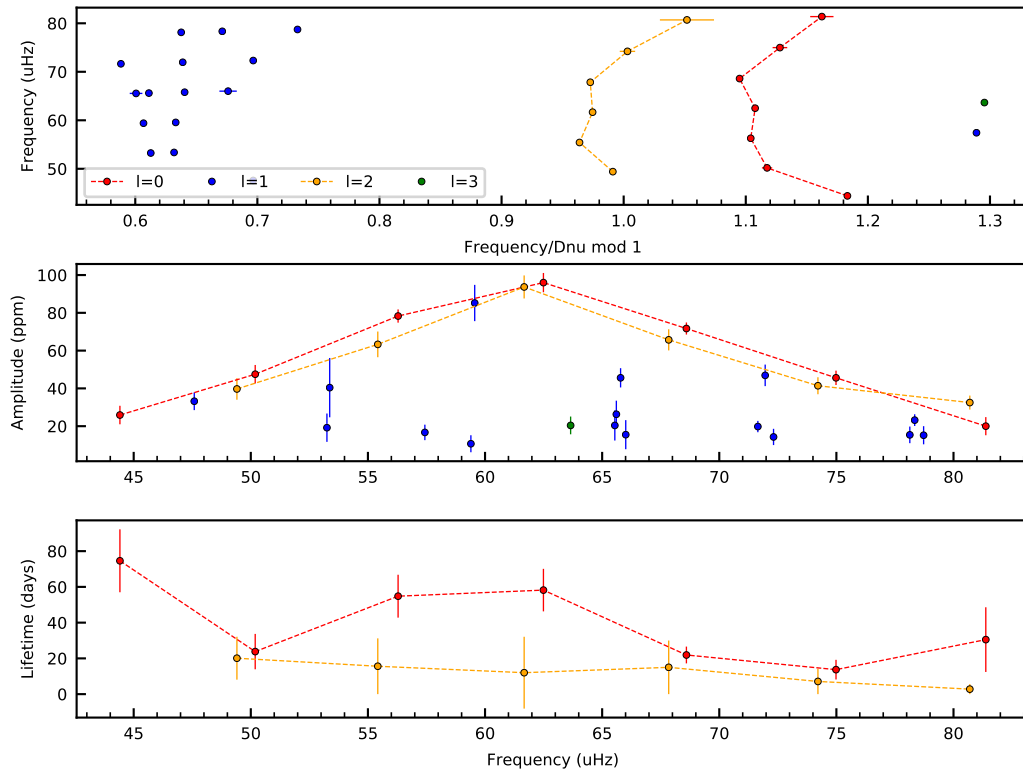 80
70
60
50
Frequency (uHz)
l=0 l=1 l=2 l=3
0.6 0.7 0.8 0.9 1.0 1.1 1.2 1.3
Frequency/Dnu mod 1
100
80
60
40
20
Amplitude (ppm)
45 50 55 60 65 70 75 80
80
60
40
20
0
Lifetime (days)
45 50 55 60 65 70 75 80
Frequency (uHz)